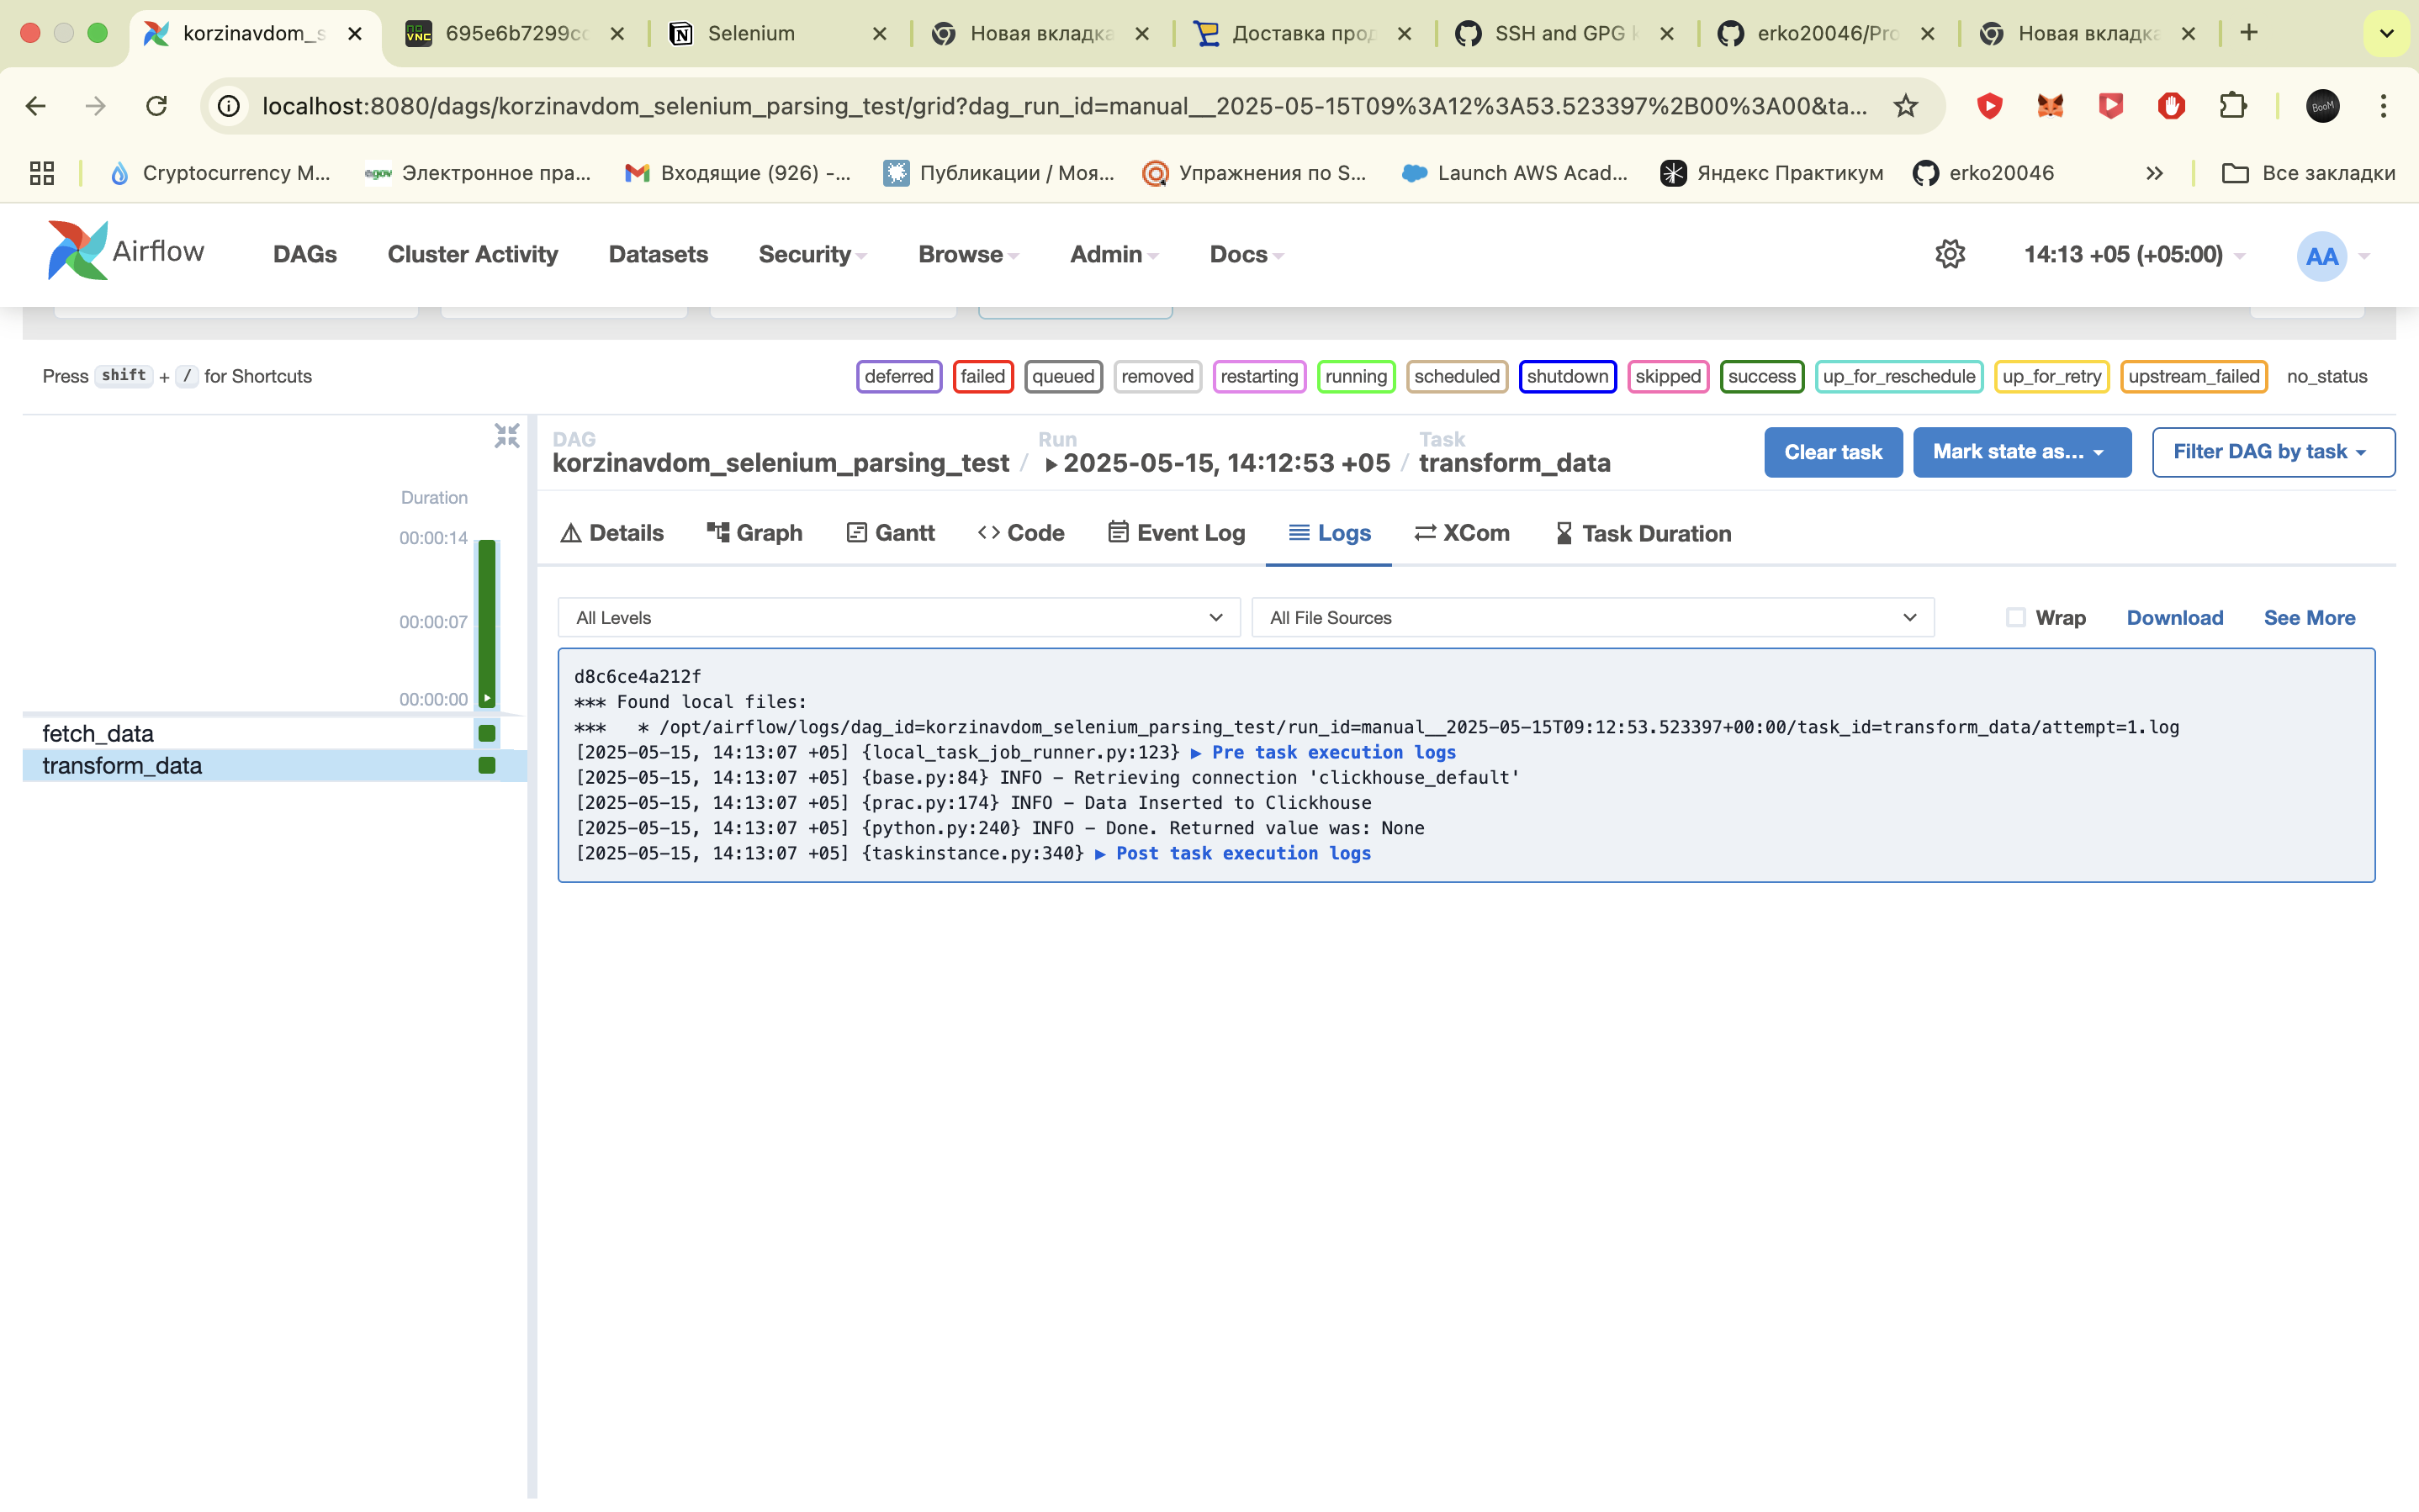 korzinavdom_s
695e6b7299cc
Selenium
Новая вкладка
Доставка прод
SSH and GPG k
erko20046/Pro
Новая вкладка
localhost:8080/dags/korzinavdom_selenium_parsing_test/grid?dag_run_id=manual__2025-05-15T09%3A12%3A53.523397%2B00%3A00&ta...
BooM
Cryptocurrency M...
Электронное пра...
Входящие (926) -...
Публикации / Моя...
Упражнения по S...
Launch AWS Acad...
Яндекс Практикум
erko20046
Все закладки
Airflow
DAGs
Cluster Activity
Datasets
Security
Browse
Admin
Docs
14:13 +05 (+05:00)
AA
Press shift + / for Shortcuts
deferred
failed
queued
removed
restarting
running
scheduled
shutdown
skipped
success
up_for_reschedule
up_for_retry
upstream_failed
no_status
DAG
korzinavdom_selenium_parsing_test /
Run
2025-05-15, 14:12:53 +05 /
Task
transform_data
Clear task
Mark state as...
Filter DAG by task
Duration
00:00:14
00:00:07
00:00:00
fetch_data
transform_data
Details
Graph
Gantt
Code
Event Log
Logs
XCom
Task Duration
All Levels
All File Sources
Wrap
Download
See More
d8c6ce4a212f
*** Found local files:
***   * /opt/airflow/logs/dag_id=korzinavdom_selenium_parsing_test/run_id=manual__2025-05-15T09:12:53.523397+00:00/task_id=transform_data/attempt=1.log
[2025-05-15, 14:13:07 +05] {local_task_job_runner.py:123} ▶ Pre task execution logs
[2025-05-15, 14:13:07 +05] {base.py:84} INFO - Retrieving connection 'clickhouse_default'
[2025-05-15, 14:13:07 +05] {prac.py:174} INFO - Data Inserted to Clickhouse
[2025-05-15, 14:13:07 +05] {python.py:240} INFO - Done. Returned value was: None
[2025-05-15, 14:13:07 +05] {taskinstance.py:340} ▶ Post task execution logs